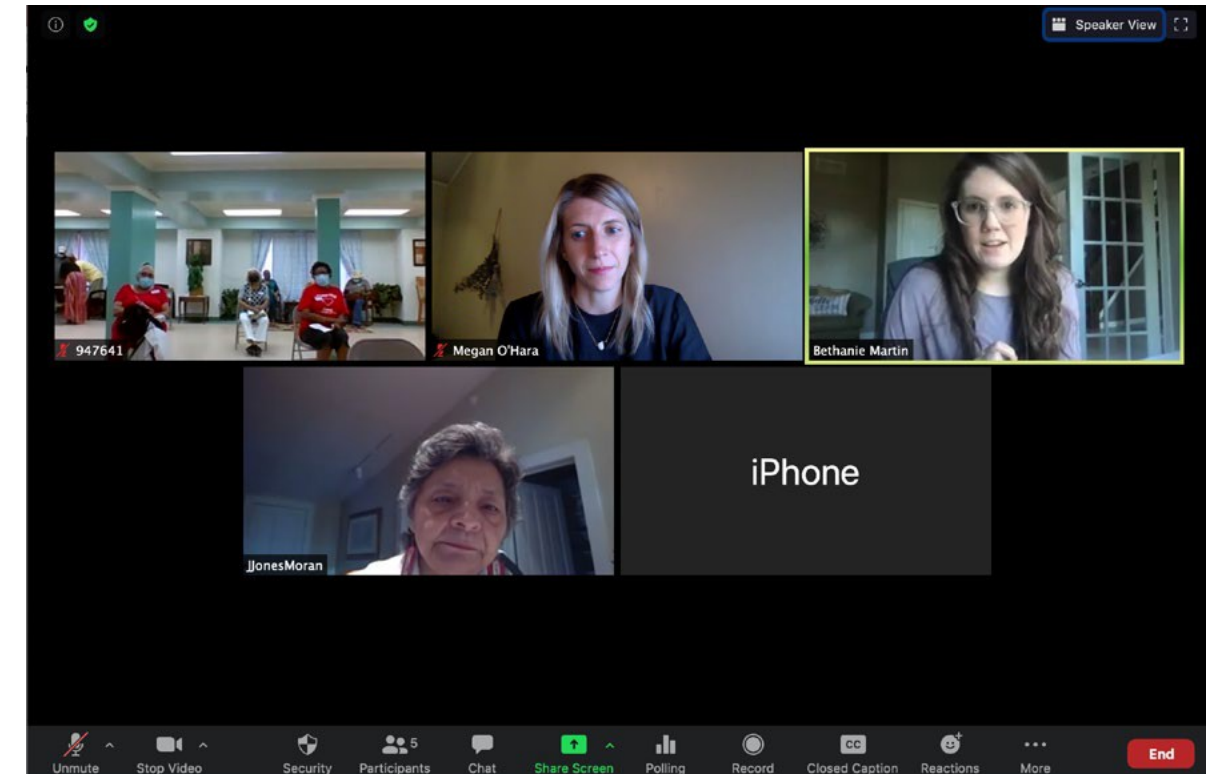 Speaker View
947641
Megan O'Hara
Bethanie Martin
JJonesMoran
iPhone
5
CC
Unmute
Stop Video
Security
Participants
Chat
Share Screen
Polling
Record
Closed Caption
Reactions
More
End